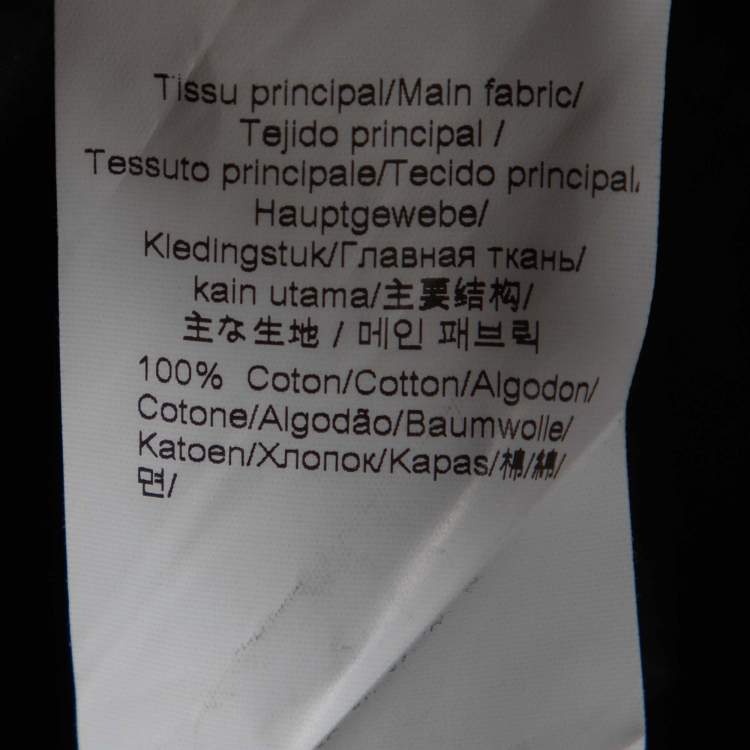 Tissu principal/Main fabric/
Tejido principal /
Tessuto principale/Tecido principal/
Hauptgewebe/
Kledingstuk/Главная ткань/
kain utama/主要结构/
主な生地 / 메인 패브릭
100% Coton/Cotton/Algodon/
Cotone/Algodão/Baumwolle/
Katoen/Хлопок/Kapas/棉/綿/
면/